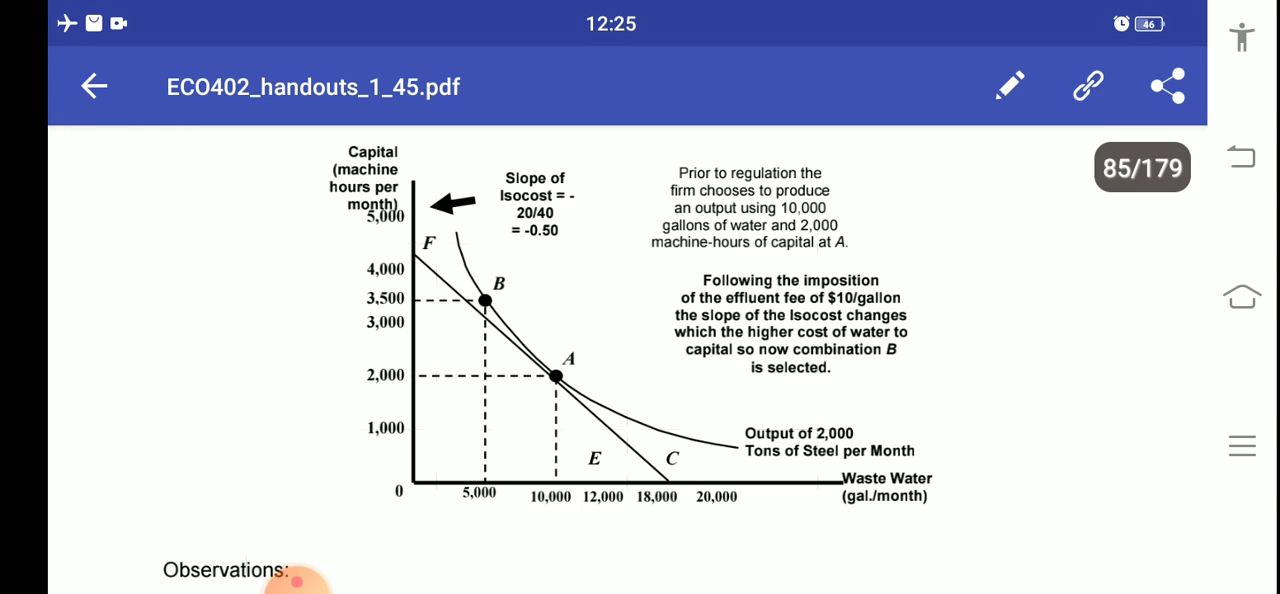 12:25
46
ECO402_handouts_1_45.pdf
85/179
Capital
(machine
hours per
month)
5,000
4,000
3,500
3,000
2,000
1,000
0
F
Slope of
Isocost = -
20/40
= -0.50
B
A
E
C
Prior to regulation the
firm chooses to produce
an output using 10,000
gallons of water and 2,000
machine-hours of capital at A.
Following the imposition
of the effluent fee of $10/gallon
the slope of the Isocost changes
which the higher cost of water to
capital so now combination B
is selected.
Output of 2,000
Tons of Steel per Month
Waste Water
(gal./month)
5,000
10,000
12,000
18,000
20,000
Observations: